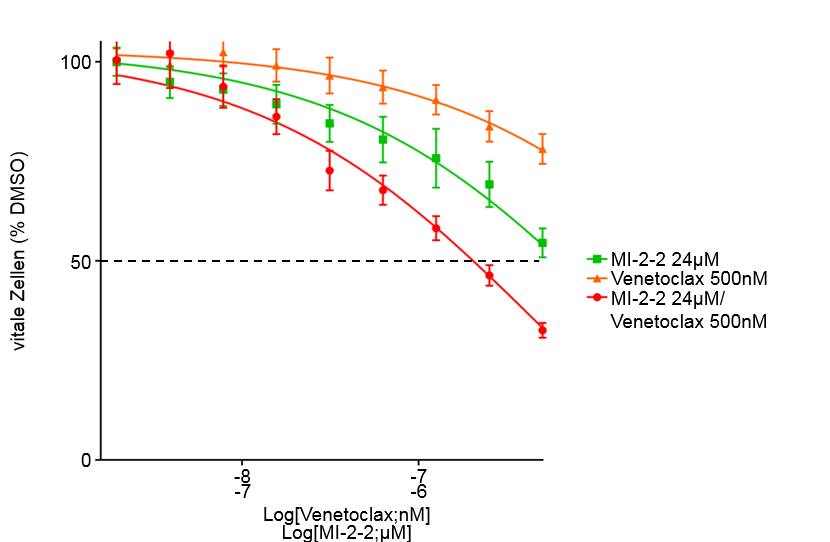 100
50
0
vitale Zellen (% DMSO)
-8
-7
-7
-6
Log[Venetoclax;nM]
Log[MI-2-2;µM]
MI-2-2 24µM
Venetoclax 500nM
MI-2-2 24µM/
Venetoclax 500nM